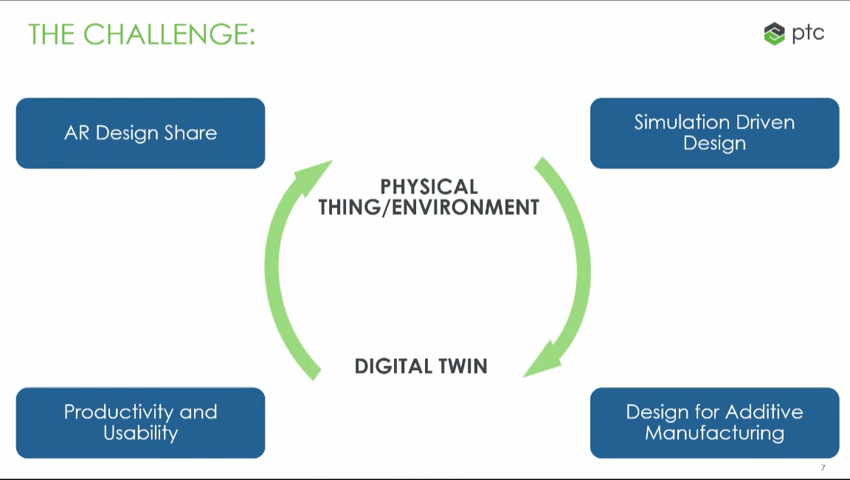 THE CHALLENGE:
ptc
AR Design Share
Simulation Driven
Design
PHYSICAL
THING/ENVIRONMENT
DIGITAL TWIN
Productivity and
Usability
Design for Additive
Manufacturing
7